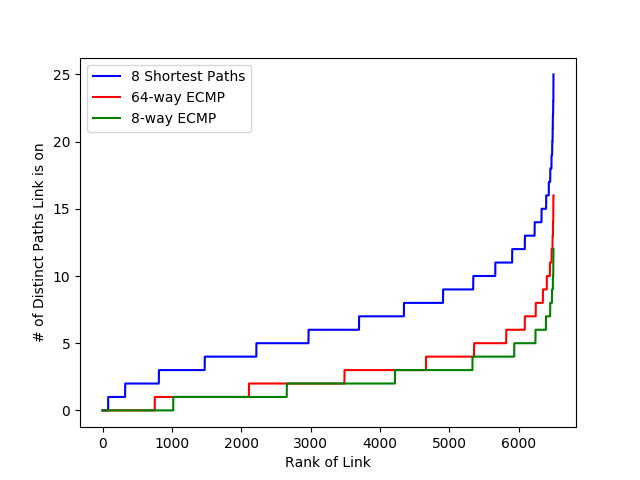 8 Shortest Paths
64-way ECMP
8-way ECMP
25
20
15
10
5
0
# of Distinct Paths Link is on
0 1000 2000 3000 4000 5000 6000
Rank of Link